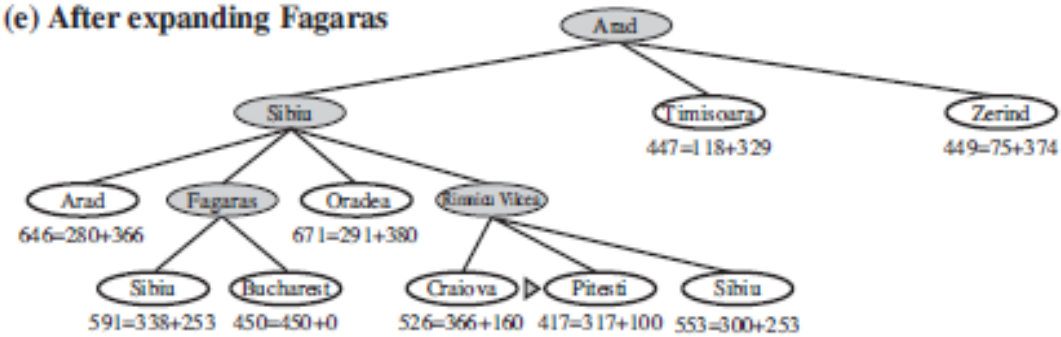 (e) After expanding Fagaras
Arad
Sibiu
Timisoara
Zerind
447=118+329
449=75+374
Arad
Fagaras
Oradea
Rimnicu Vilcea
646=280+366
671=291+380
Sibiu
Bucharest
Craiova
Pitesti
Sibiu
591=338+253
450=450+0
526=366+160
417=317+100
553=300+253